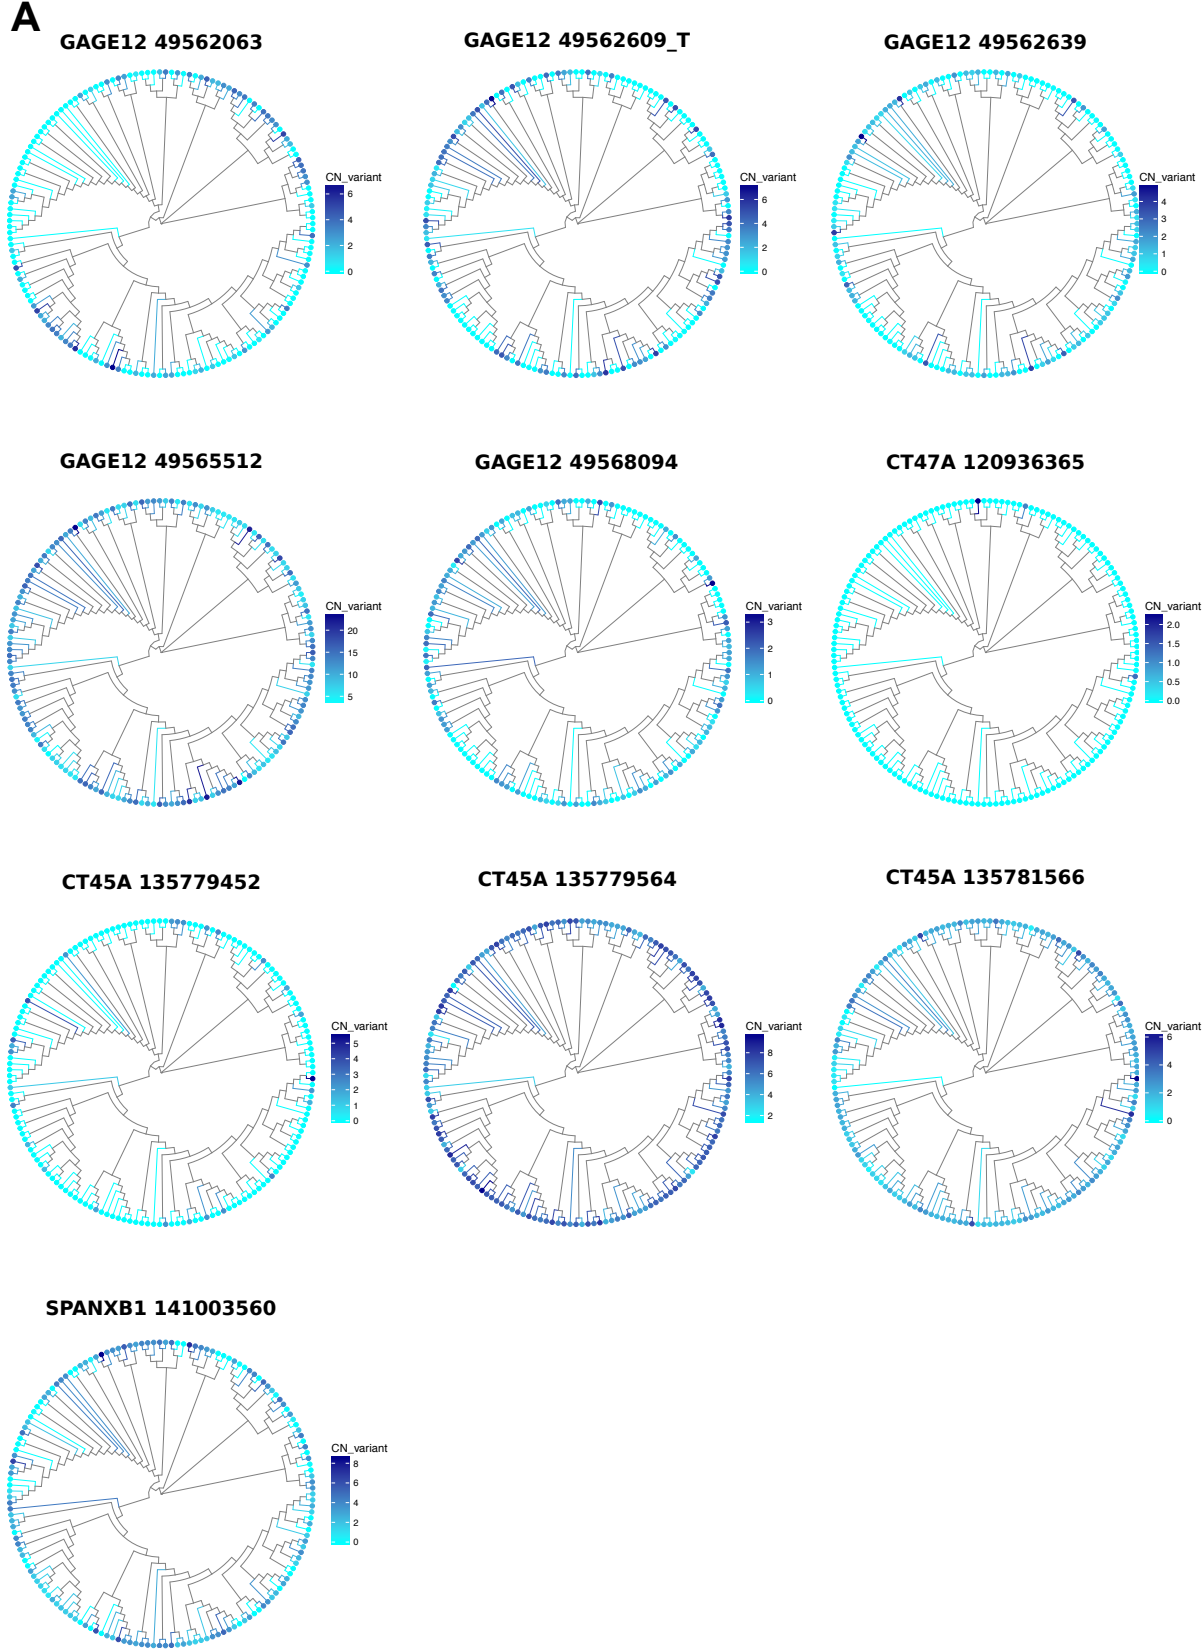 A
GAGE12 49562063
GAGE12 49562609_T
GAGE12 49562639
CN_variant
6
4
2
0
CN_variant
6
4
2
0
CN_variant
4
3
2
1
0
GAGE12 49565512
GAGE12 49568094
CT47A 120936365
CN_variant
20
15
10
5
CN_variant
3
2
1
0
CN_variant
2.0
1.5
1.0
0.5
0.0
CT45A 135779452
CT45A 135779564
CT45A 135781566
CN_variant
5
4
3
2
1
0
CN_variant
8
6
4
2
CN_variant
6
4
2
0
SPANXB1 141003560
CN_variant
8
6
4
2
0